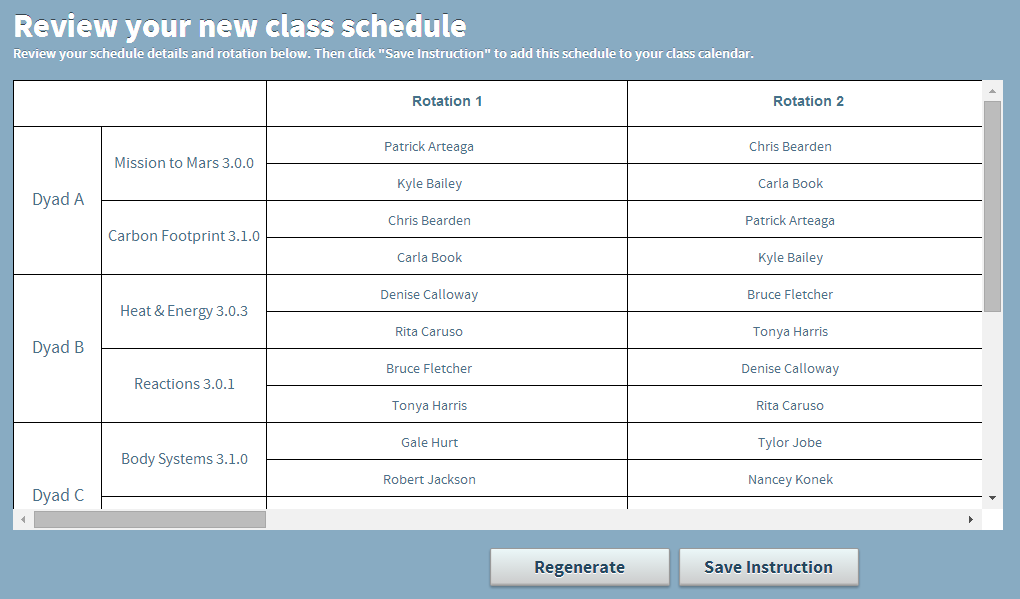 Review your new class schedule
Review your schedule details and rotation below. Then click "Save Instruction" to add this schedule to your class calendar.
Rotation 1 Rotation 2
Dyad A
Mission to Mars 3.0.0
Patrick Arteaga Chris Bearden
Kyle Bailey Carla Book
Carbon Footprint 3.1.0
Chris Bearden Patrick Arteaga
Carla Book Kyle Bailey
Dyad B
Heat & Energy 3.0.3
Denise Calloway Bruce Fletcher
Rita Caruso Tonya Harris
Reactions 3.0.1
Bruce Fletcher Denise Calloway
Tonya Harris Rita Caruso
Dyad C
Body Systems 3.1.0
Gale Hurt Tylor Jobe
Robert Jackson Nancey Konek
Regenerate Save Instruction